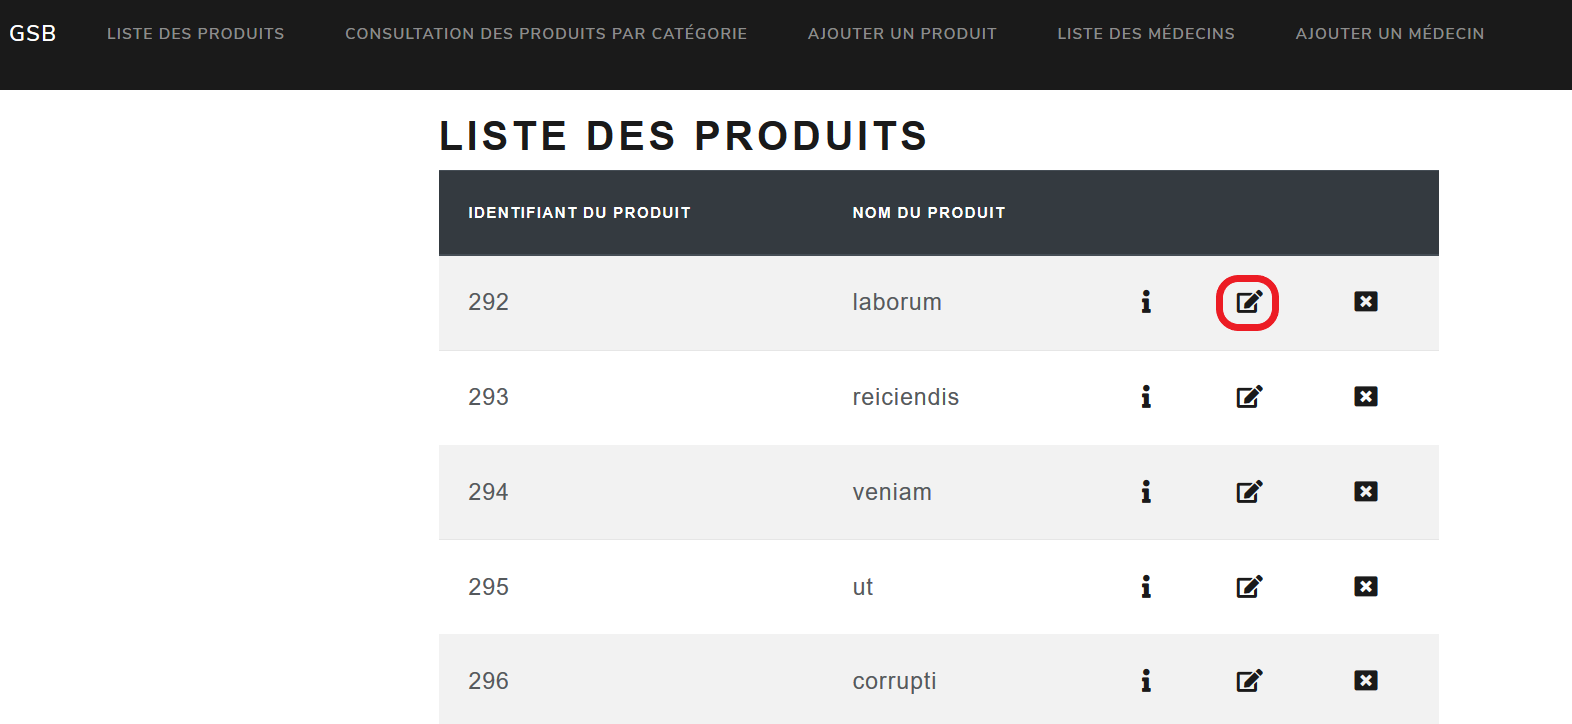 GSB LISTE DES PRODUITS CONSULTATION DES PRODUITS PAR CATÉGORIE AJOUTER UN PRODUIT LISTE DES MÉDECINS AJOUTER UN MÉDECIN
LISTE DES PRODUITS
IDENTIFIANT DU PRODUIT NOM DU PRODUIT
292 laborum
293 reiciendis
294 veniam
295 ut
296 corrupti